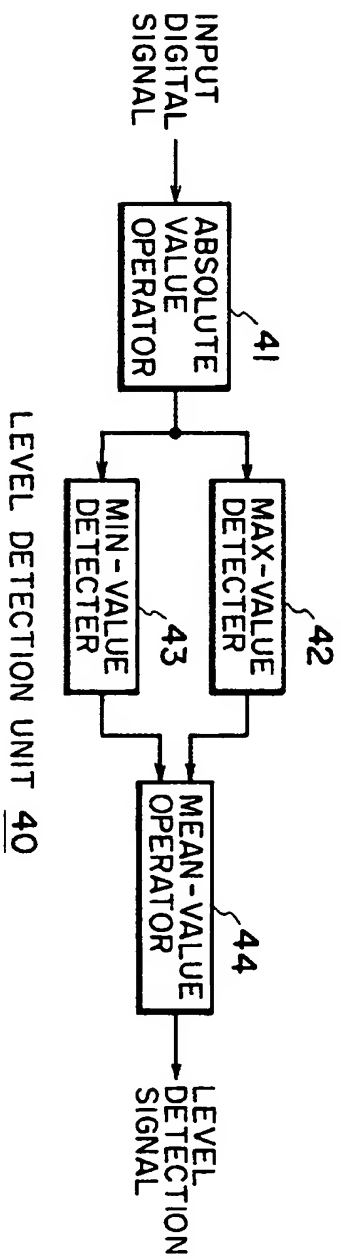 INPUT
DIGITAL
SIGNAL
41
ABSOLUTE
VALUE
OPERATOR
42
MAX-VALUE
DETECTER
43
MIN-VALUE
DETECTER
44
MEAN-VALUE
OPERATOR
LEVEL
DETECTION
SIGNAL
LEVEL DETECTION UNIT 40